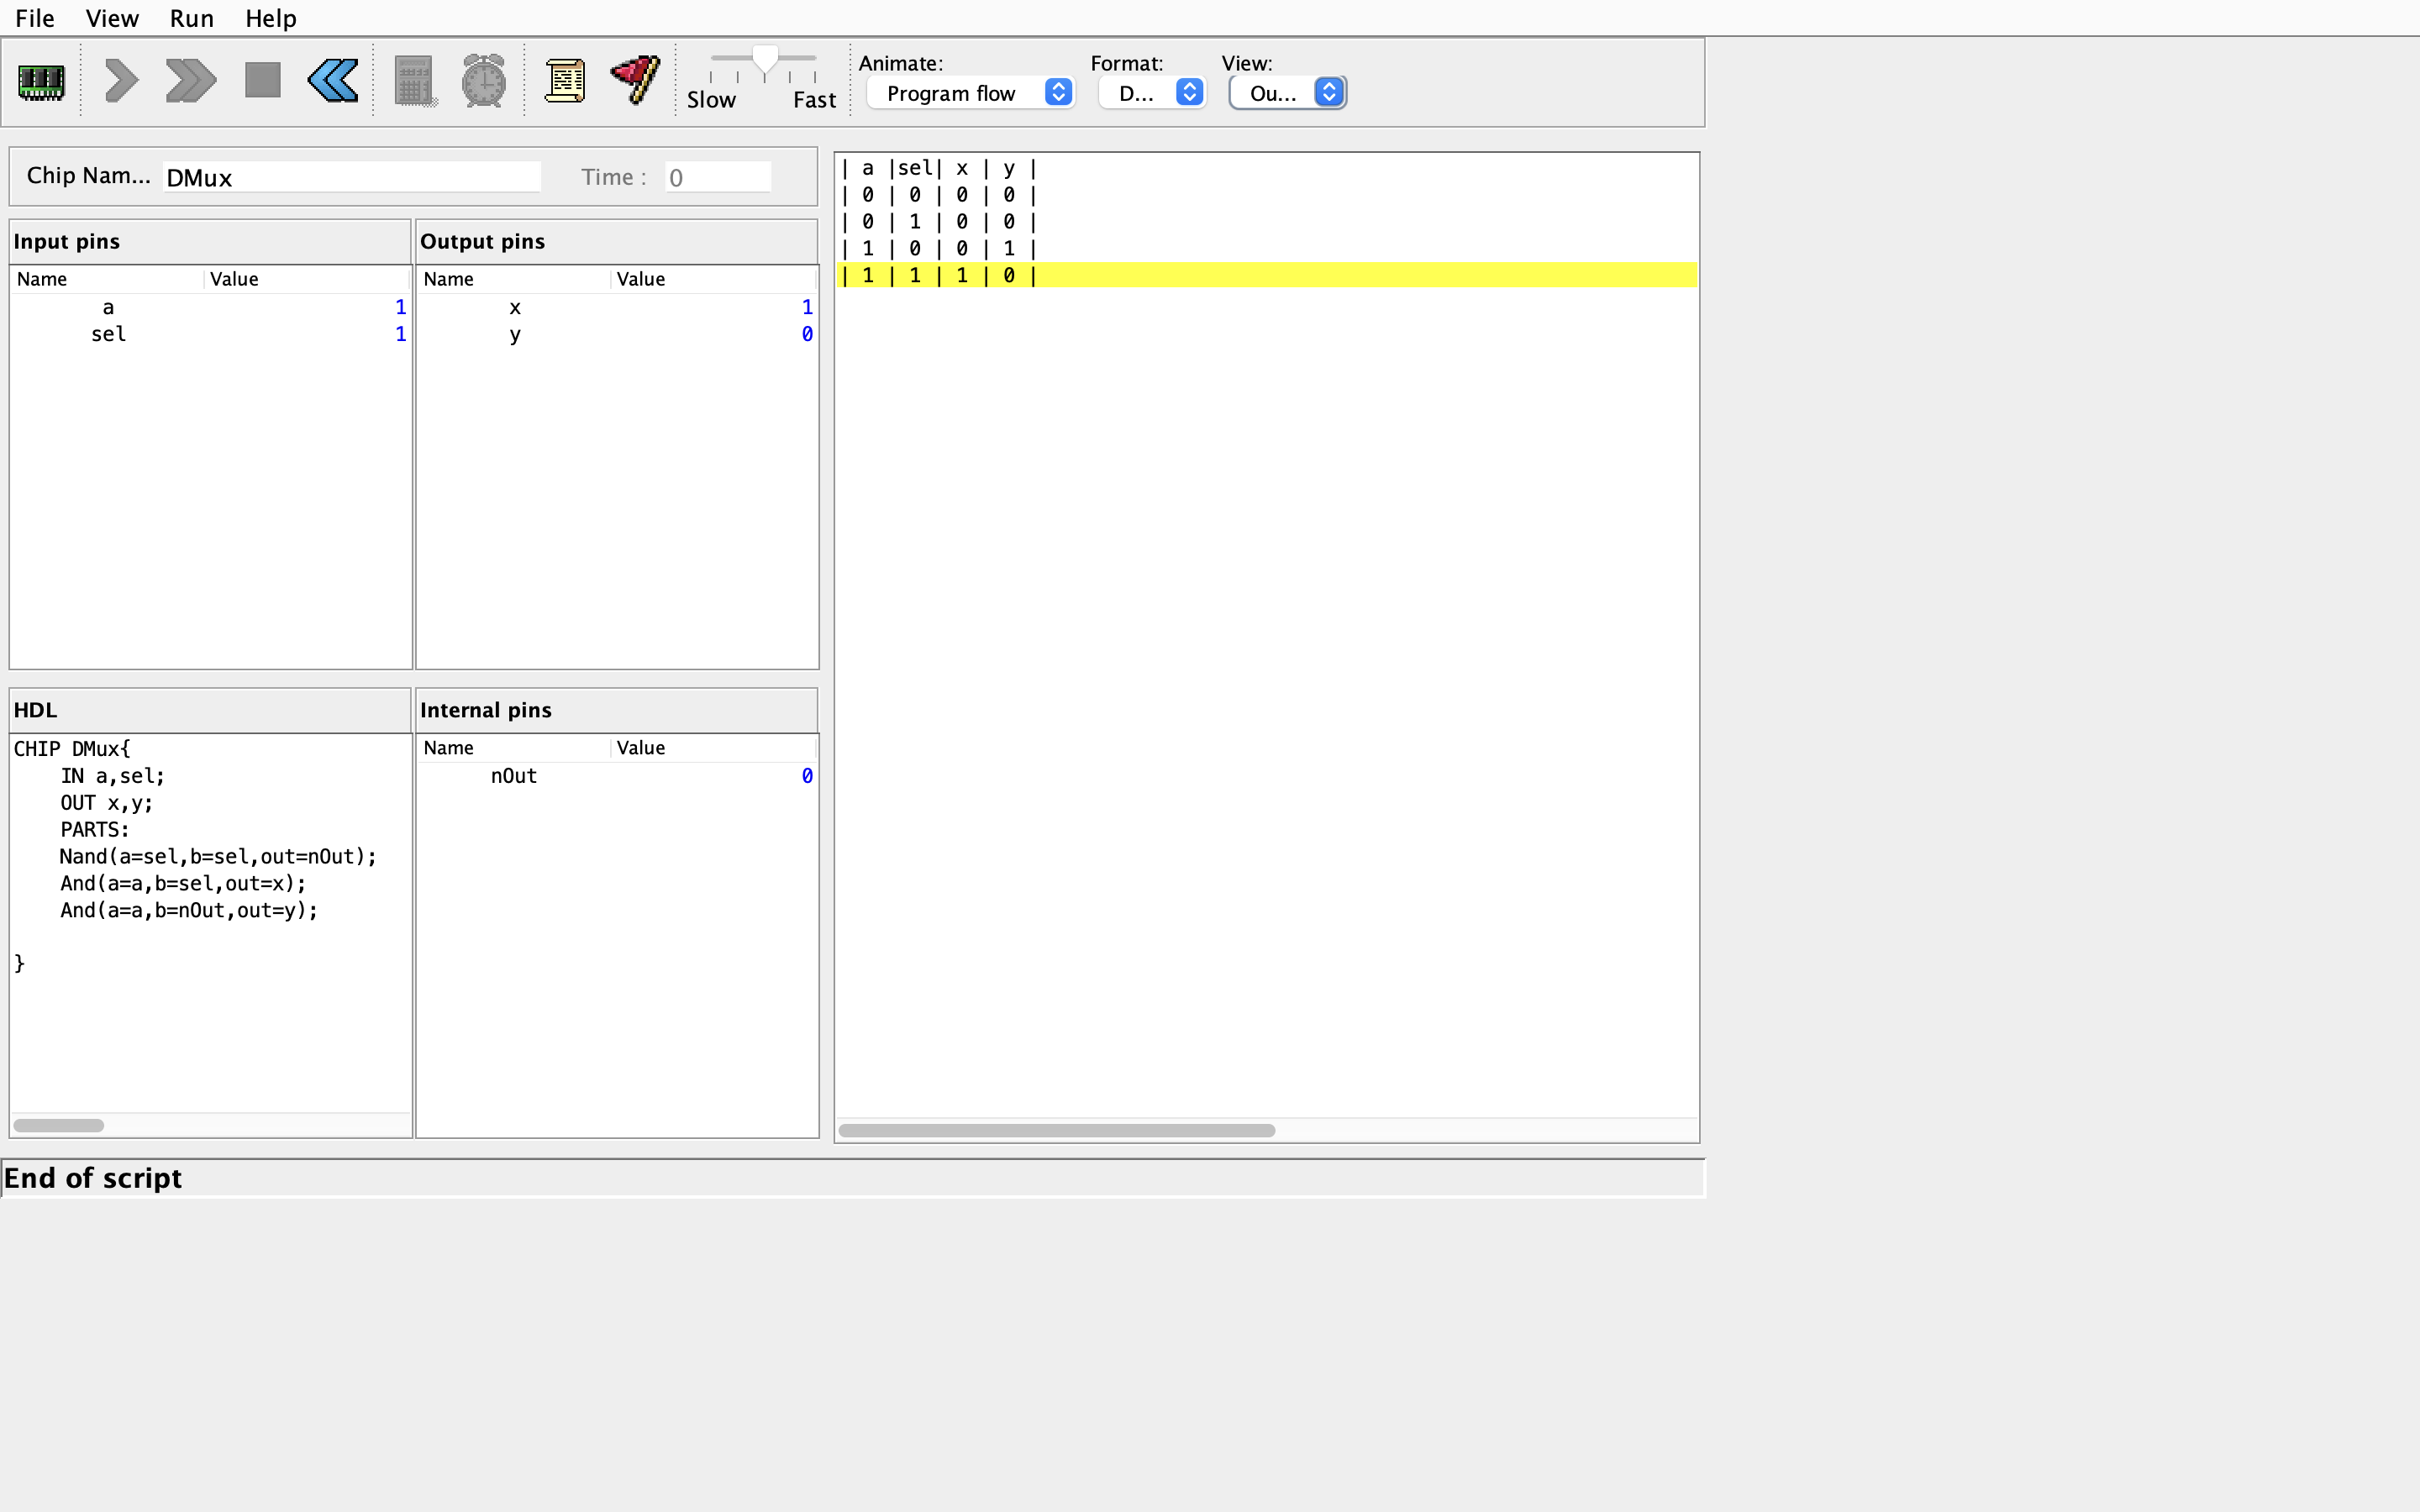 File View Run Help
Slow Fast
Animate: Format: View:
Program flow D... Ou...
Chip Nam... DMux Time : 0
Input pins
Name Value
a 1
sel 1
Output pins
Name Value
x 1
y 0
HDL
CHIP DMux{
IN a,sel;
OUT x,y;
PARTS:
Nand(a=sel,b=sel,out=nOut);
And(a=a,b=sel,out=x);
And(a=a,b=nOut,out=y);
}
Internal pins
Name Value
nOut 0
| a |sel| x | y |
| 0 | 0 | 0 | 0 |
| 0 | 1 | 0 | 0 |
| 1 | 0 | 0 | 1 |
| 1 | 1 | 1 | 0 |
End of script